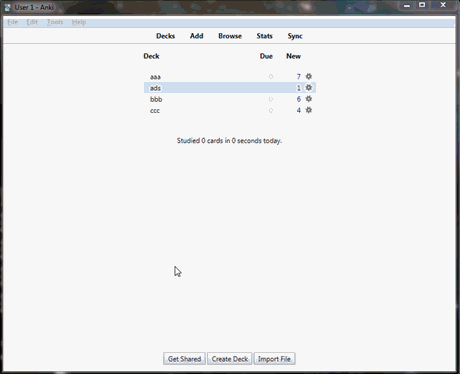 User 1 - Anki
File Edit Tools Help
Decks Add Browse Stats Sync
Deck Due New
aaa 0 7
ads 1
bbb 0 6
ccc 0 4
Studied 0 cards in 0 seconds today.
Get Shared Create Deck Import File